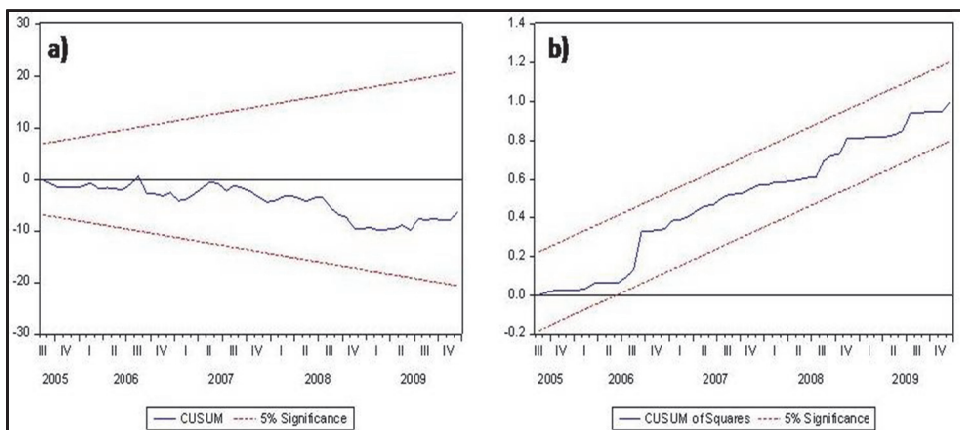 a)
30
20
10
0
-10
-20
-30
III IV I II III IV I II III IV I II III IV I II III IV
2005 2006 2007 2008 2009
CUSUM 5% Significance
b)
1.4
1.2
1.0
0.8
0.6
0.4
0.2
0.0
-0.2
III IV I II III IV I II III IV I II III IV I II III IV
2005 2006 2007 2008 2009
CUSUM of Squares 5% Significance